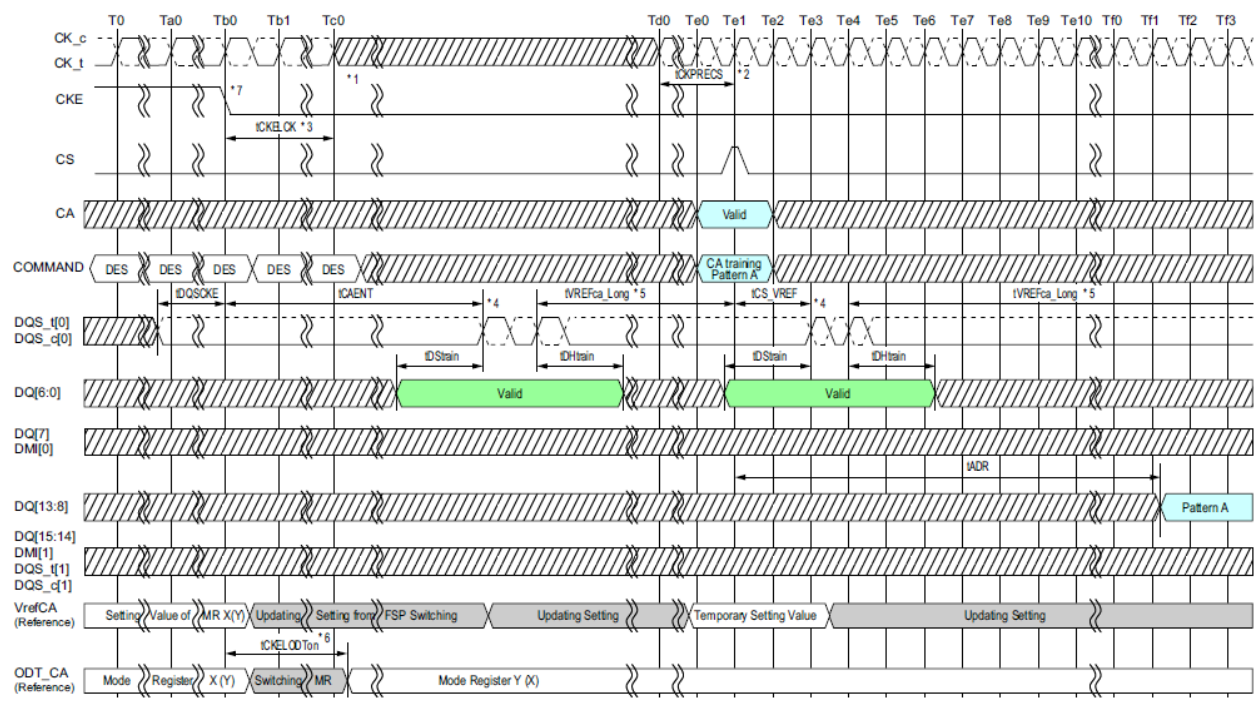 T0 Ta0 Tb0 Tb1 Tc0 Td0 Te0 Te1 Te2 Te3 Te4 Te5 Te6 Te7 Te8 Te9 Te10 Tf0 Tf1 Tf2 Tf3
CK_c
CK_t
*1 tCKPRECS *2
CKE *7
tCKELCK *3
CS
CA Valid
COMMAND DES DES DES DES DES CA training
Pattern A
tDQSCKE tCAENT *4 tVREFca_Long *5 tCS_VREF *4 tVREFca_Long *5
DQS_t[0]
DQS_c[0]
tDStrain tDHtrain tDStrain tDHtrain
DQ[6:0] Valid Valid
DQ[7]
DMI[0]
tADR
DQ[13:8] Pattern A
DQ[15:14]
DMI[1]
DQS_t[1]
DQS_c[1]
VrefCA
(Reference) Setting Value of MR X(Y) Updating Setting from FSP Switching Updating Setting Temporary Setting Value Updating Setting
tCKELODTon *6
ODT_CA
(Reference) Mode Register X (Y) Switching MR Mode Register Y (X)